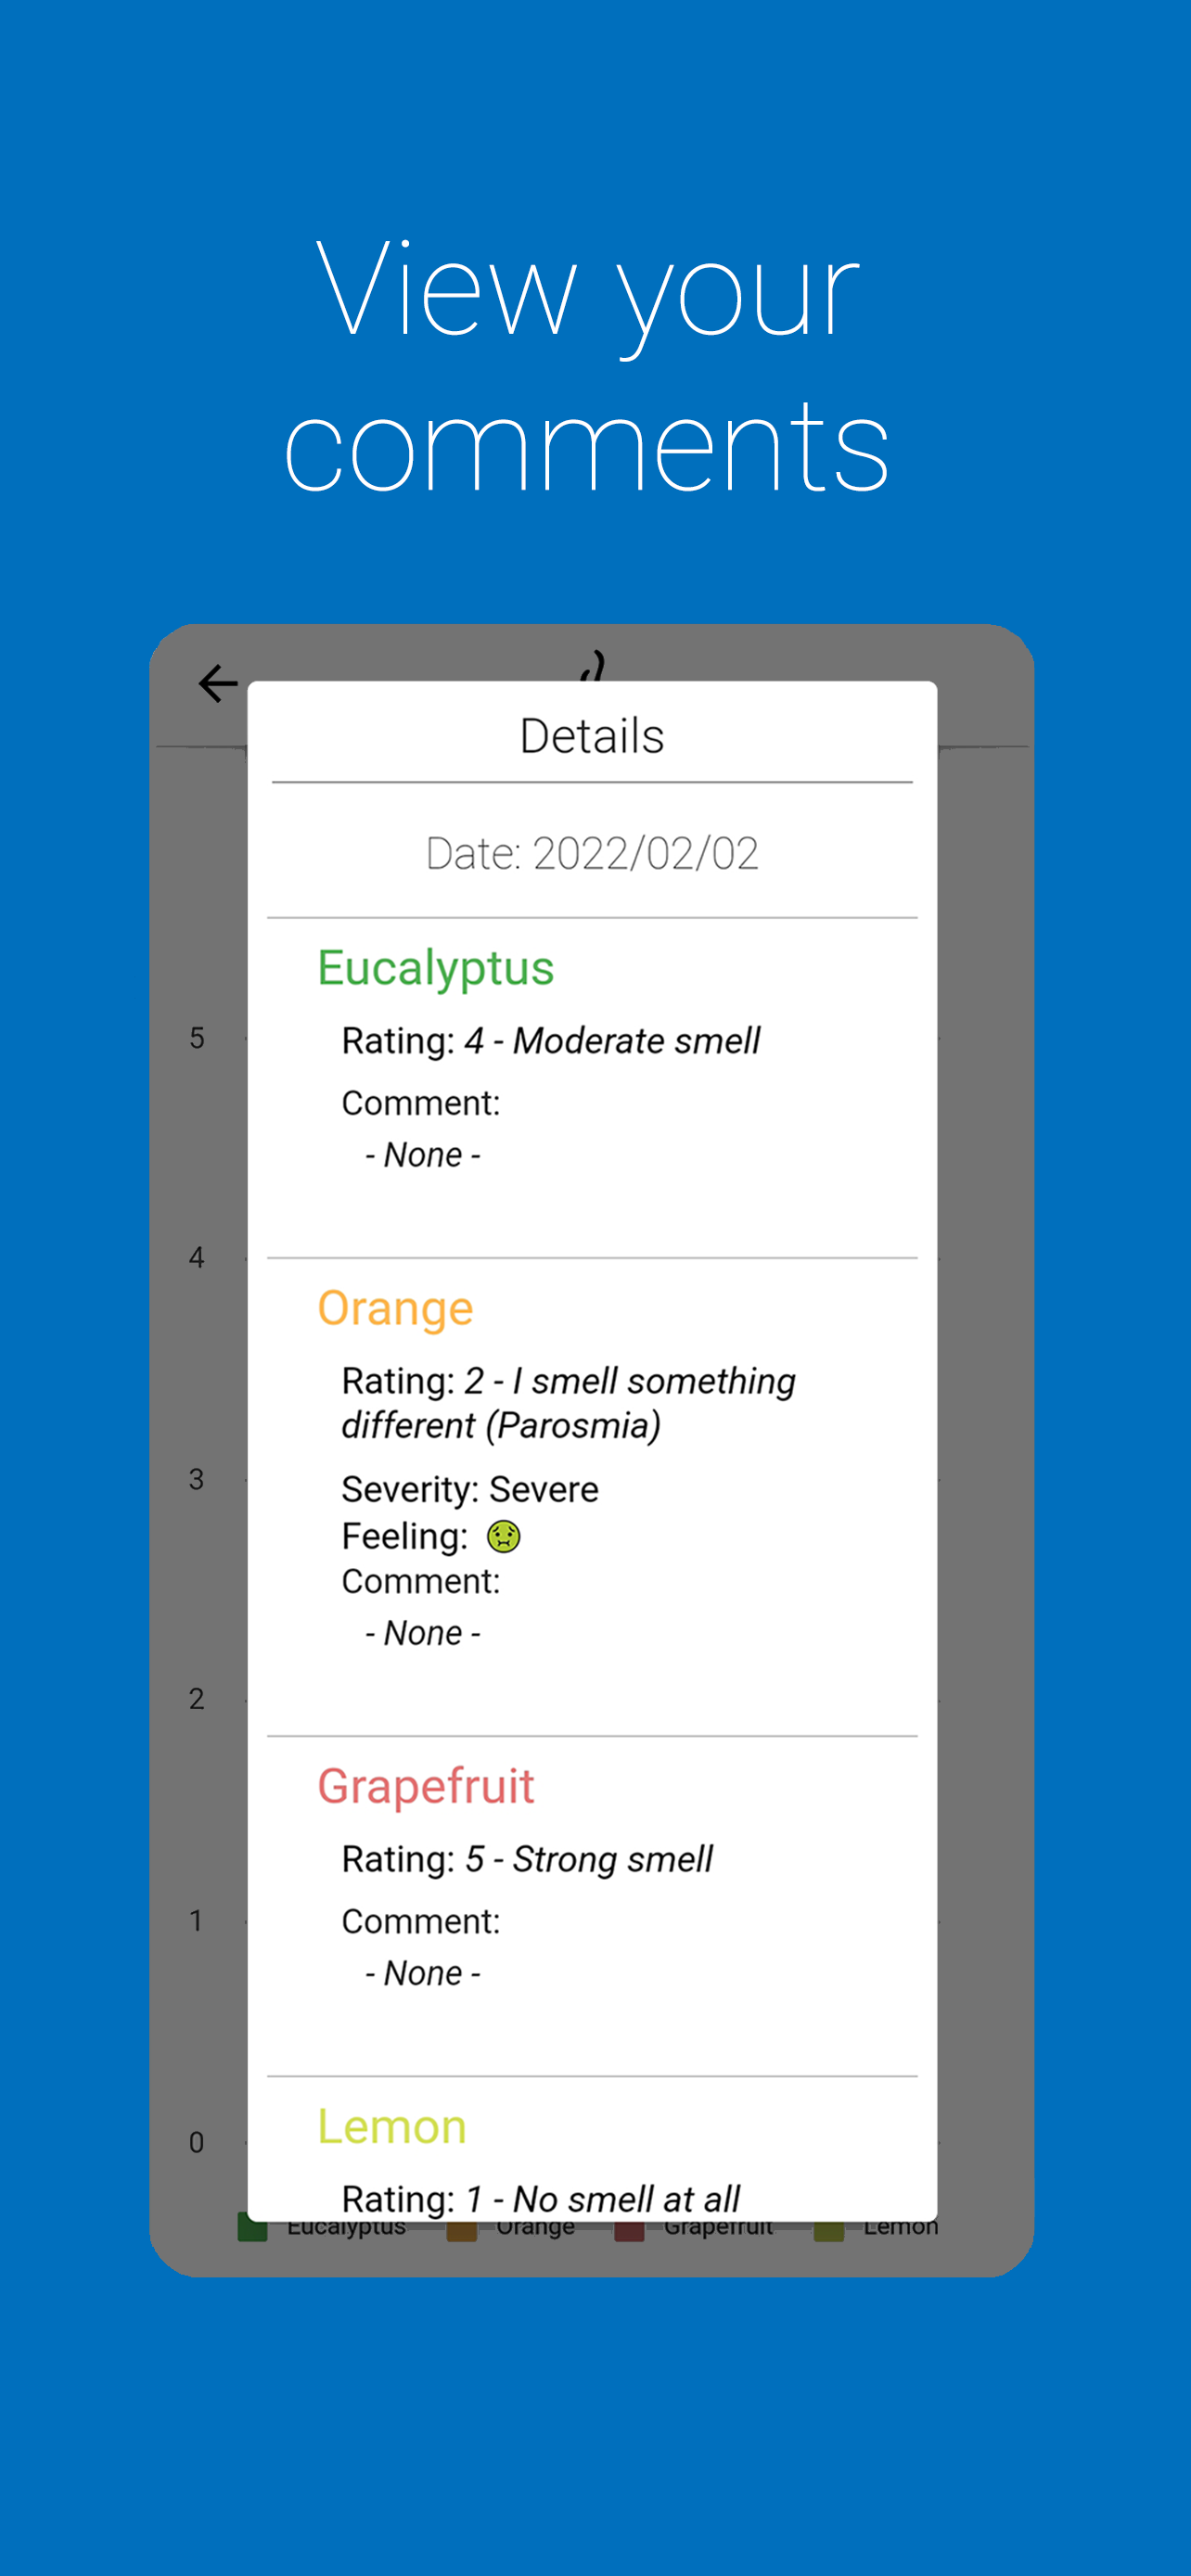 View your
comments
Details
Date: 2022/02/02
Eucalyptus
Rating: 4 - Moderate smell
Comment:
- None -
Orange
Rating: 2 - I smell something
different (Parosmia)
Severity: Severe
Feeling: 🤢
Comment:
- None -
Grapefruit
Rating: 5 - Strong smell
Comment:
- None -
Lemon
Rating: 1 - No smell at all
5
4
3
2
1
0
Eucalyptus Orange Grapefruit Lemon